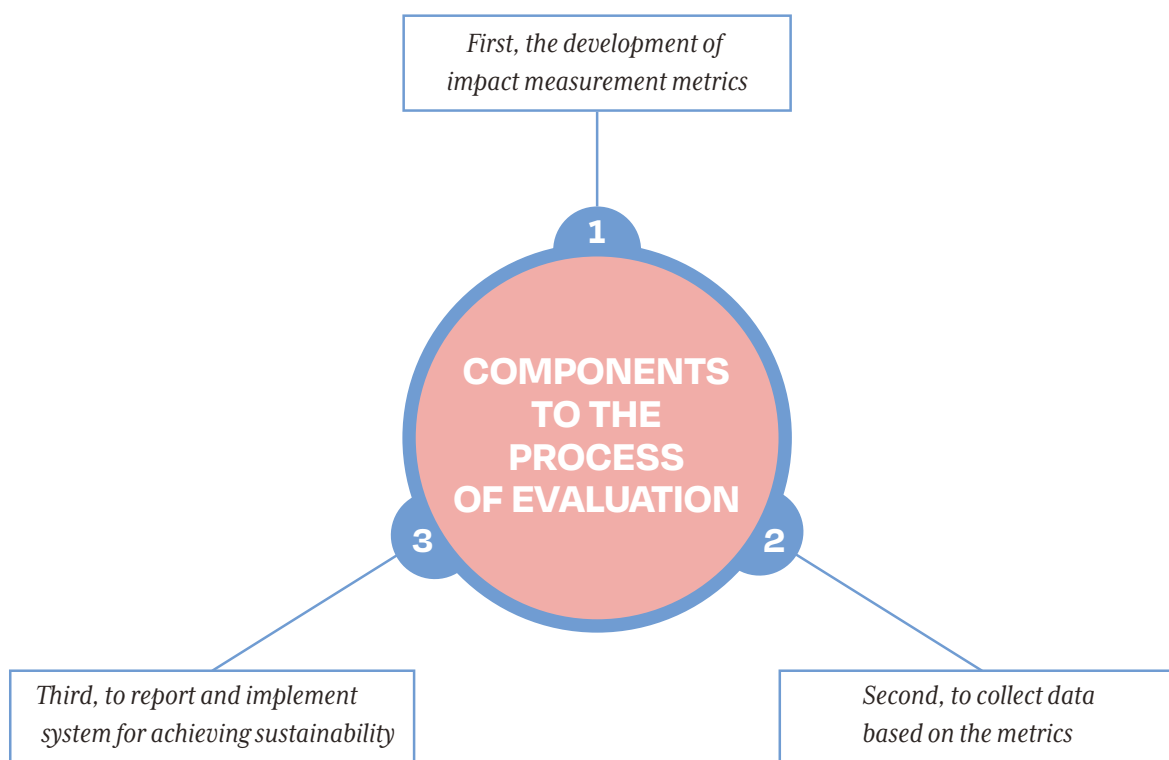 First, the development of
impact measurement metrics
1
COMPONENTS
TO THE
PROCESS
OF EVALUATION
3
2
Third, to report and implement
system for achieving sustainability
Second, to collect data
based on the metrics